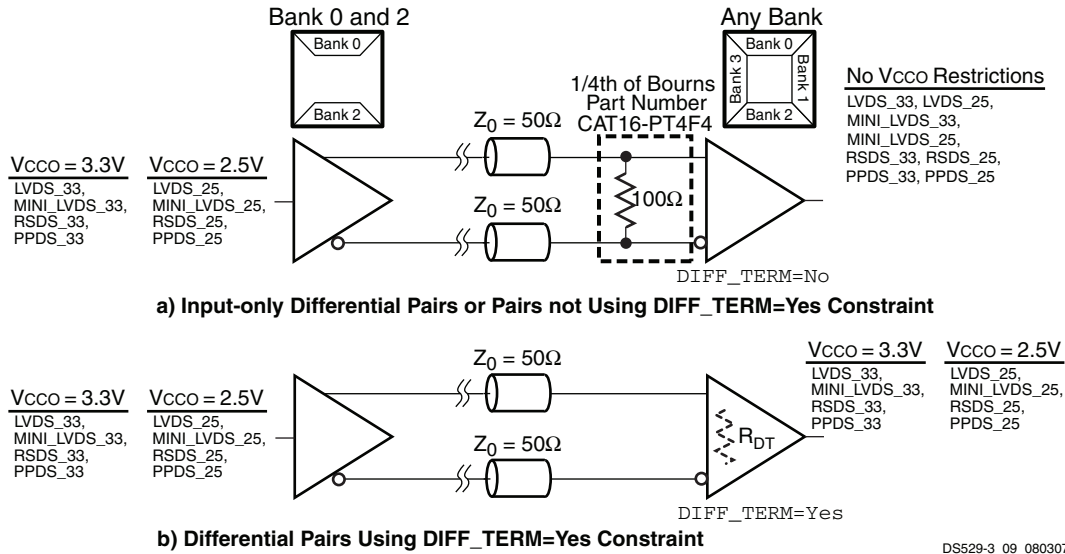 Bank 0 and 2
Bank 0
Bank 2
Any Bank
Bank 0
Bank 3
Bank 1
Bank 2
1/4th of Bourns
Part Number
CAT16-PT4F4
No VCCO Restrictions
LVDS_33, LVDS_25,
MINI_LVDS_33,
MINI_LVDS_25,
RSDS_33, RSDS_25,
PPDS_33, PPDS_25
VCCO = 3.3V
LVDS_33,
MINI_LVDS_33,
RSDS_33,
PPDS_33
VCCO = 2.5V
LVDS_25,
MINI_LVDS_25,
RSDS_25,
PPDS_25
Z0 = 50Ω
Z0 = 50Ω
100Ω
DIFF_TERM=No
a) Input-only Differential Pairs or Pairs not Using DIFF_TERM=Yes Constraint
VCCO = 3.3V
LVDS_33,
MINI_LVDS_33,
RSDS_33,
PPDS_33
VCCO = 2.5V
LVDS_25,
MINI_LVDS_25,
RSDS_25,
PPDS_25
Z0 = 50Ω
Z0 = 50Ω
RDT
DIFF_TERM=Yes
VCCO = 3.3V
LVDS_33,
MINI_LVDS_33,
RSDS_33,
PPDS_33
VCCO = 2.5V
LVDS_25,
MINI_LVDS_25,
RSDS_25,
PPDS_25
b) Differential Pairs Using DIFF_TERM=Yes Constraint
DS529-3_09_080307